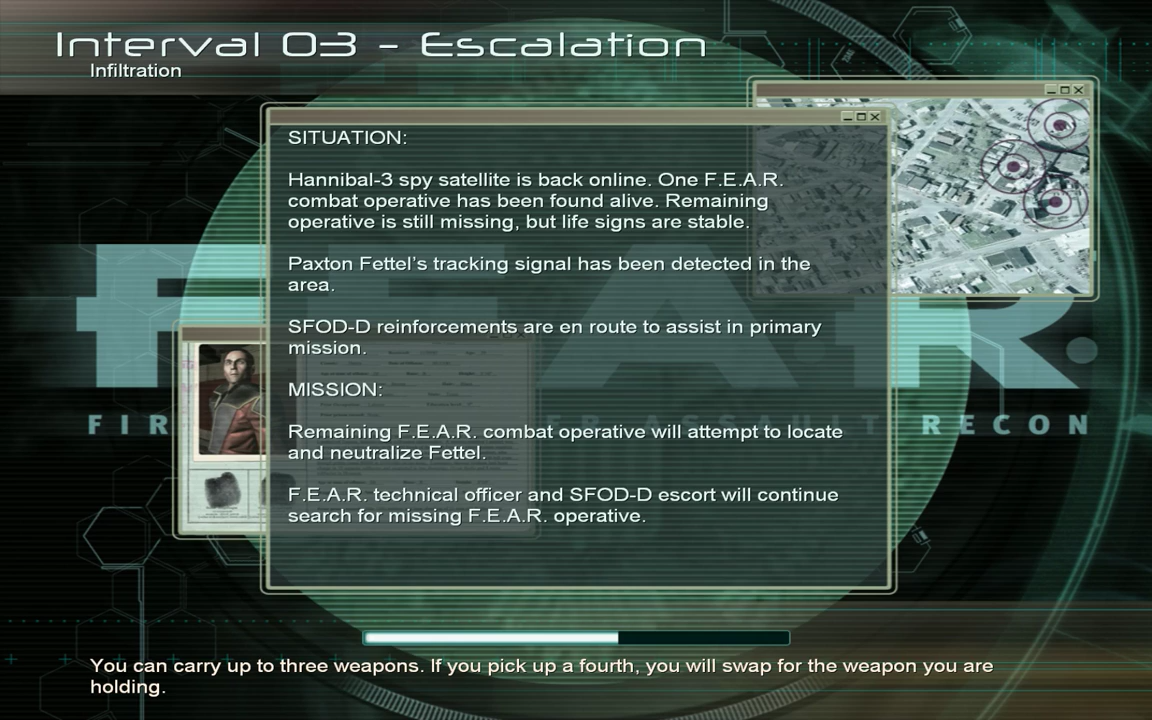 Interval 03 - Escalation
Infiltration
SITUATION:
Hannibal-3 spy satellite is back online. One F.E.A.R.
combat operative has been found alive. Remaining
operative is still missing, but life signs are stable.
Paxton Fettel's tracking signal has been detected in the
area.
SFOD-D reinforcements are en route to assist in primary
mission.
MISSION:
Remaining F.E.A.R. combat operative will attempt to locate
and neutralize Fettel.
F.E.A.R. technical officer and SFOD-D escort will continue
search for missing F.E.A.R. operative.
F.E.A.R.
FIR ER ASSAULT RECON
You can carry up to three weapons. If you pick up a fourth, you will swap for the weapon you are
holding.